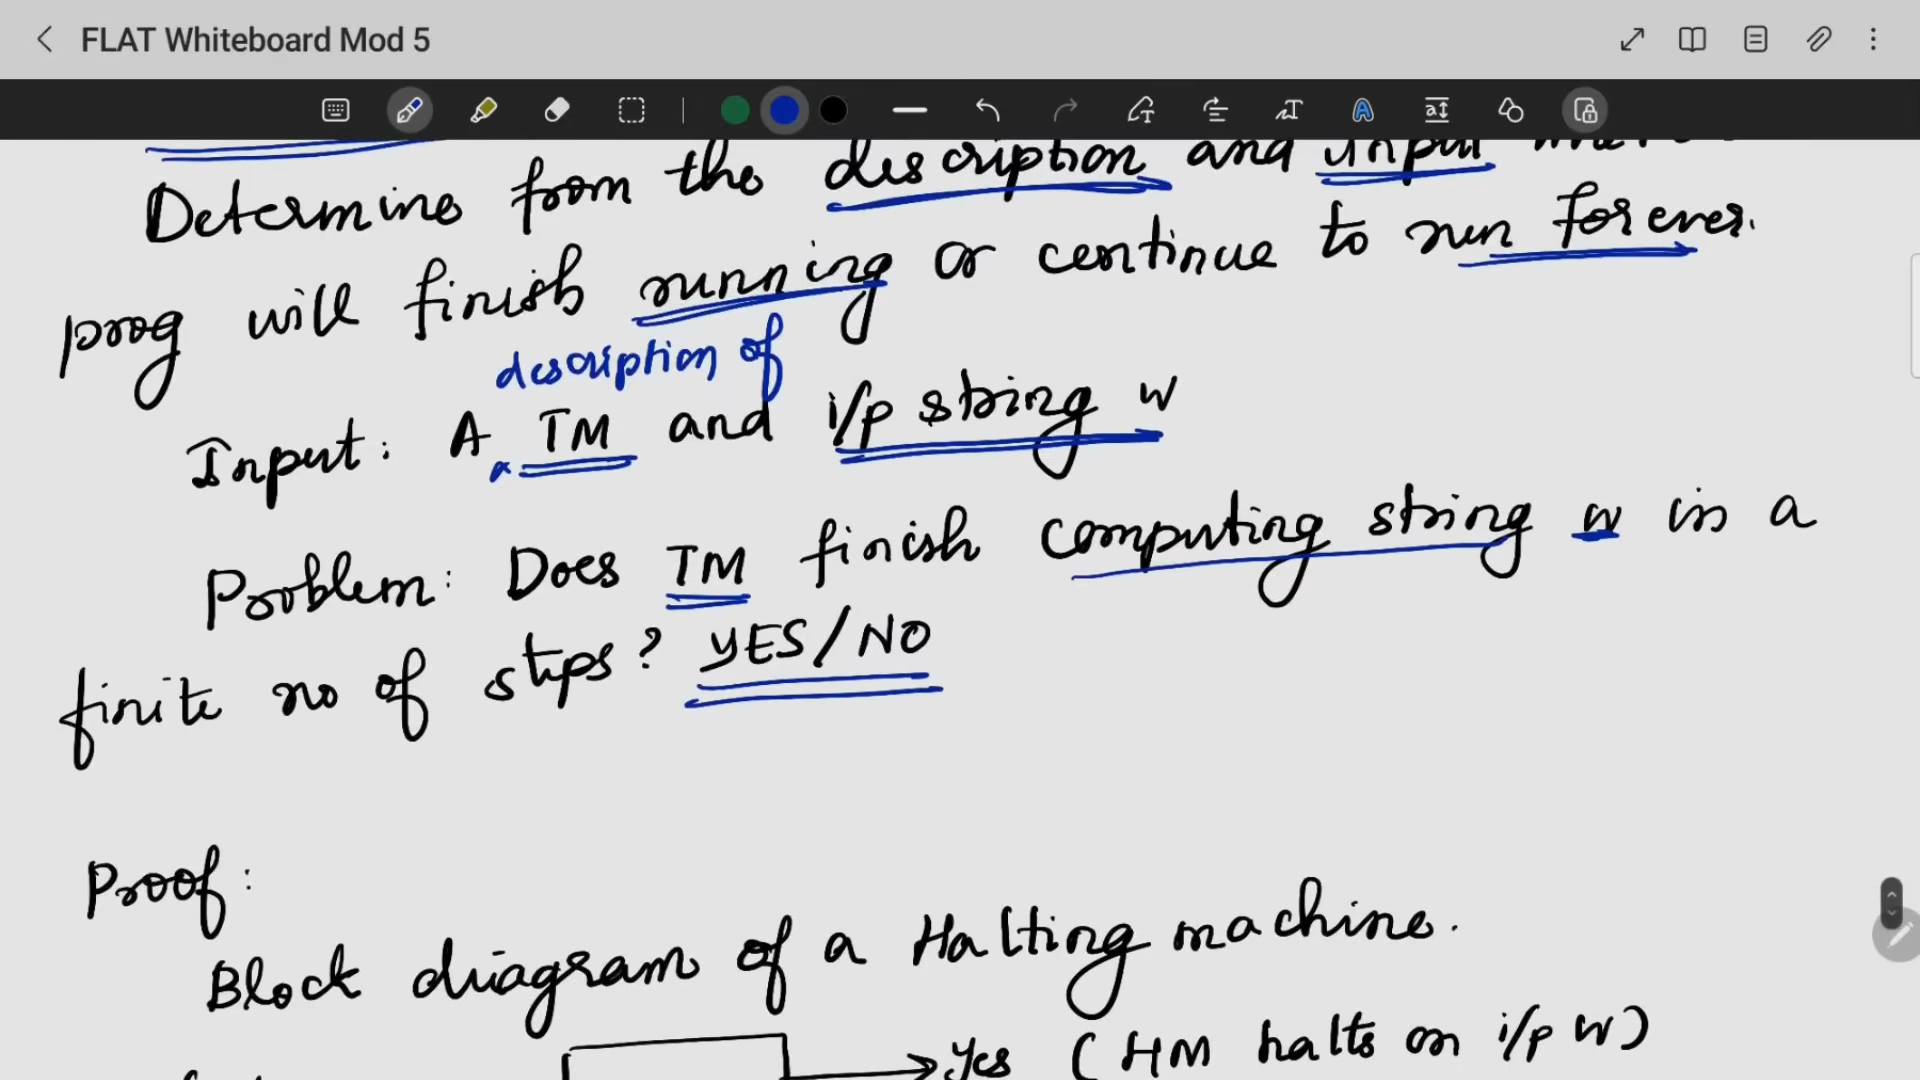 FLAT Whiteboard Mod 5
Determine from the description and input
prog will finish running or continue to run forever.
description of
Input: A TM and i/p string w
Problem: Does TM finish computing string w in a
finite no of steps? YES/NO
Proof:
Block diagram of a Halting machine.
Yes (HM halts on i/p W)